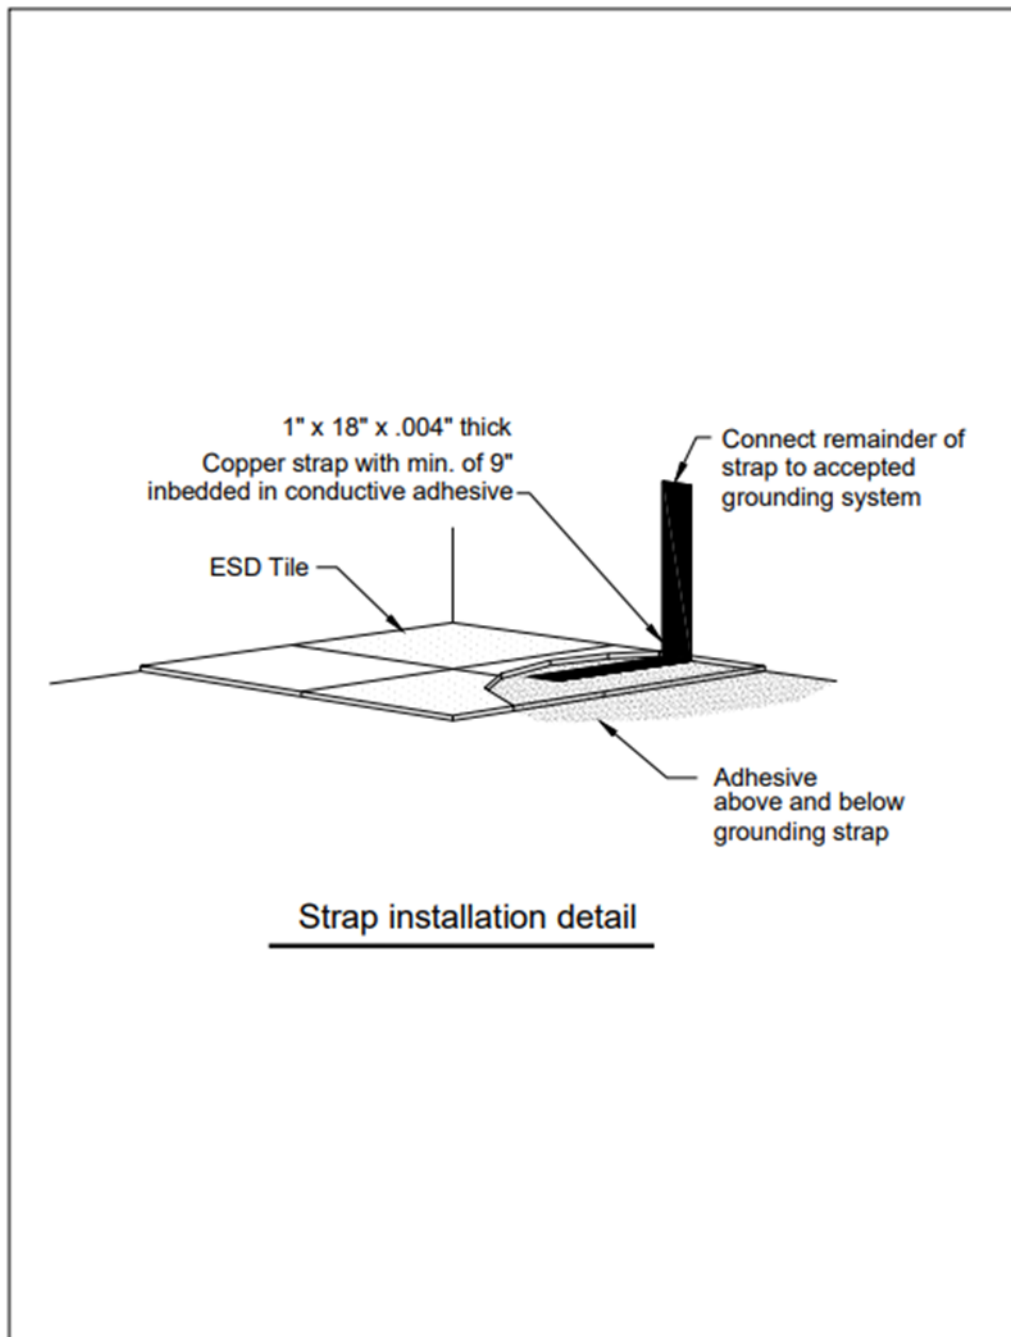 1" x 18" x .004" thick
Copper strap with min. of 9"
inbedded in conductive adhesive
Connect remainder of
strap to accepted
grounding system
ESD Tile
Adhesive
above and below
grounding strap
Strap installation detail